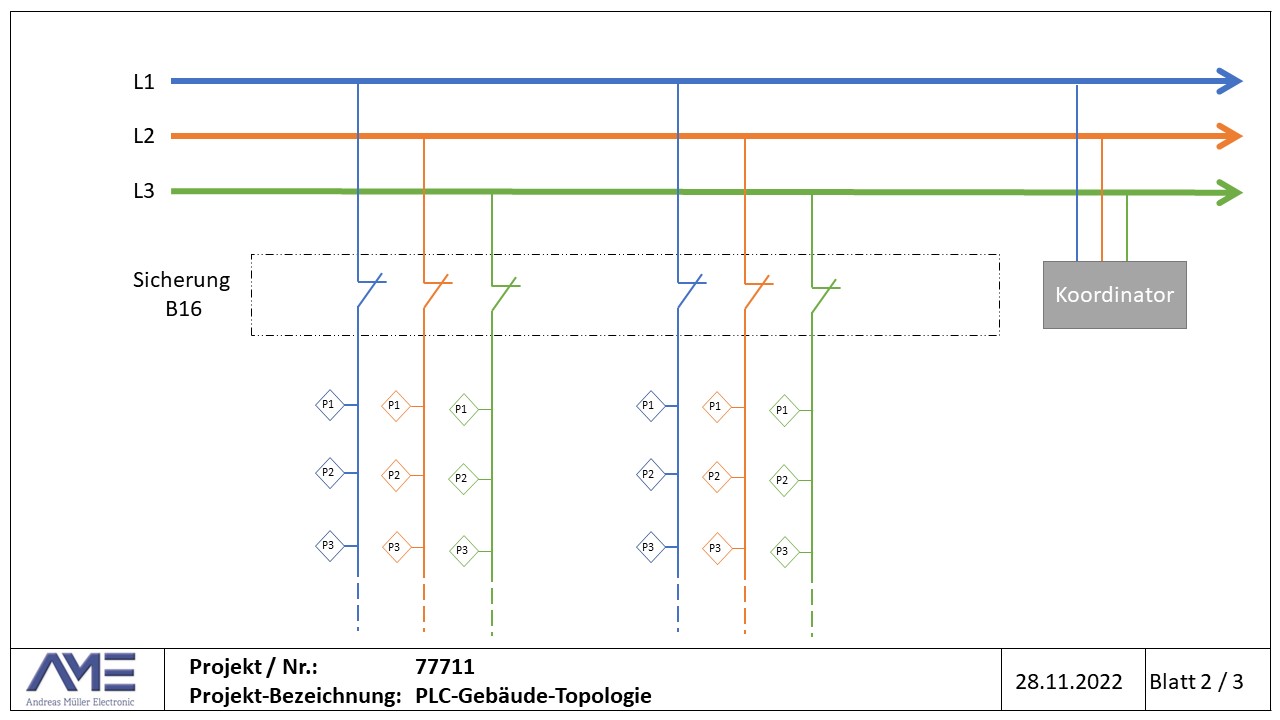 L1
L2
L3
Sicherung
B16
Koordinator
P1 P1 P1 P1 P1 P1
P2 P2 P2 P2 P2 P2
P3 P3 P3 P3 P3 P3
AME
Andreas Müller Electronic
Projekt / Nr.: 77711
Projekt-Bezeichnung: PLC-Gebäude-Topologie
28.11.2022
Blatt 2 / 3